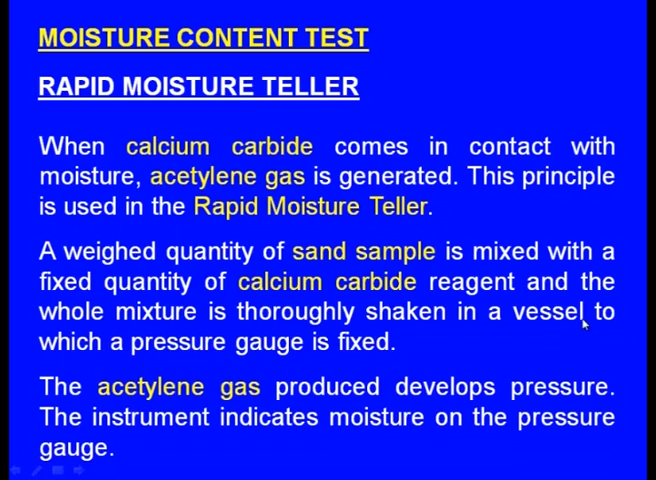 MOISTURE CONTENT TEST
RAPID MOISTURE TELLER
When calcium carbide comes in contact with
moisture, acetylene gas is generated. This principle
is used in the Rapid Moisture Teller.
A weighed quantity of sand sample is mixed with a
fixed quantity of calcium carbide reagent and the
whole mixture is thoroughly shaken in a vessel to
which a pressure gauge is fixed.
The acetylene gas produced develops pressure.
The instrument indicates moisture on the pressure
gauge.